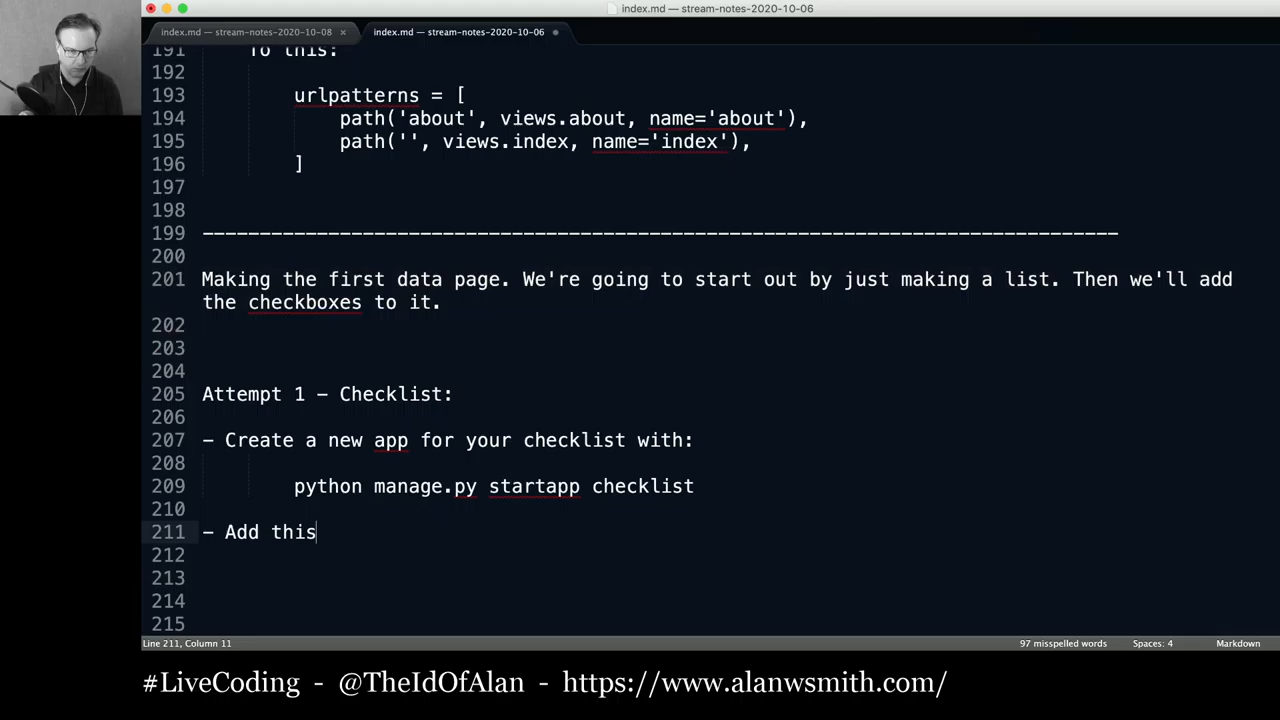 index.md — stream-notes-2020-10-06
index.md — stream-notes-2020-10-08 ×
index.md — stream-notes-2020-10-06
191 To this:
192
193 urlpatterns = [
194 path('about', views.about, name='about'),
195 path('', views.index, name='index'),
196 ]
197
198
199 --------------------------------------------------------------------------------
200
201 Making the first data page. We're going to start out by just making a list. Then we'll add
the checkboxes to it.
202
203
204
205 Attempt 1 - Checklist:
206
207 - Create a new app for your checklist with:
208
209 python manage.py startapp checklist
210
211 - Add this
212
213
214
215
Line 211, Column 11 97 misspelled words Spaces: 4 Markdown
#LiveCoding - @TheIdOfAlan - https://www.alanwsmith.com/